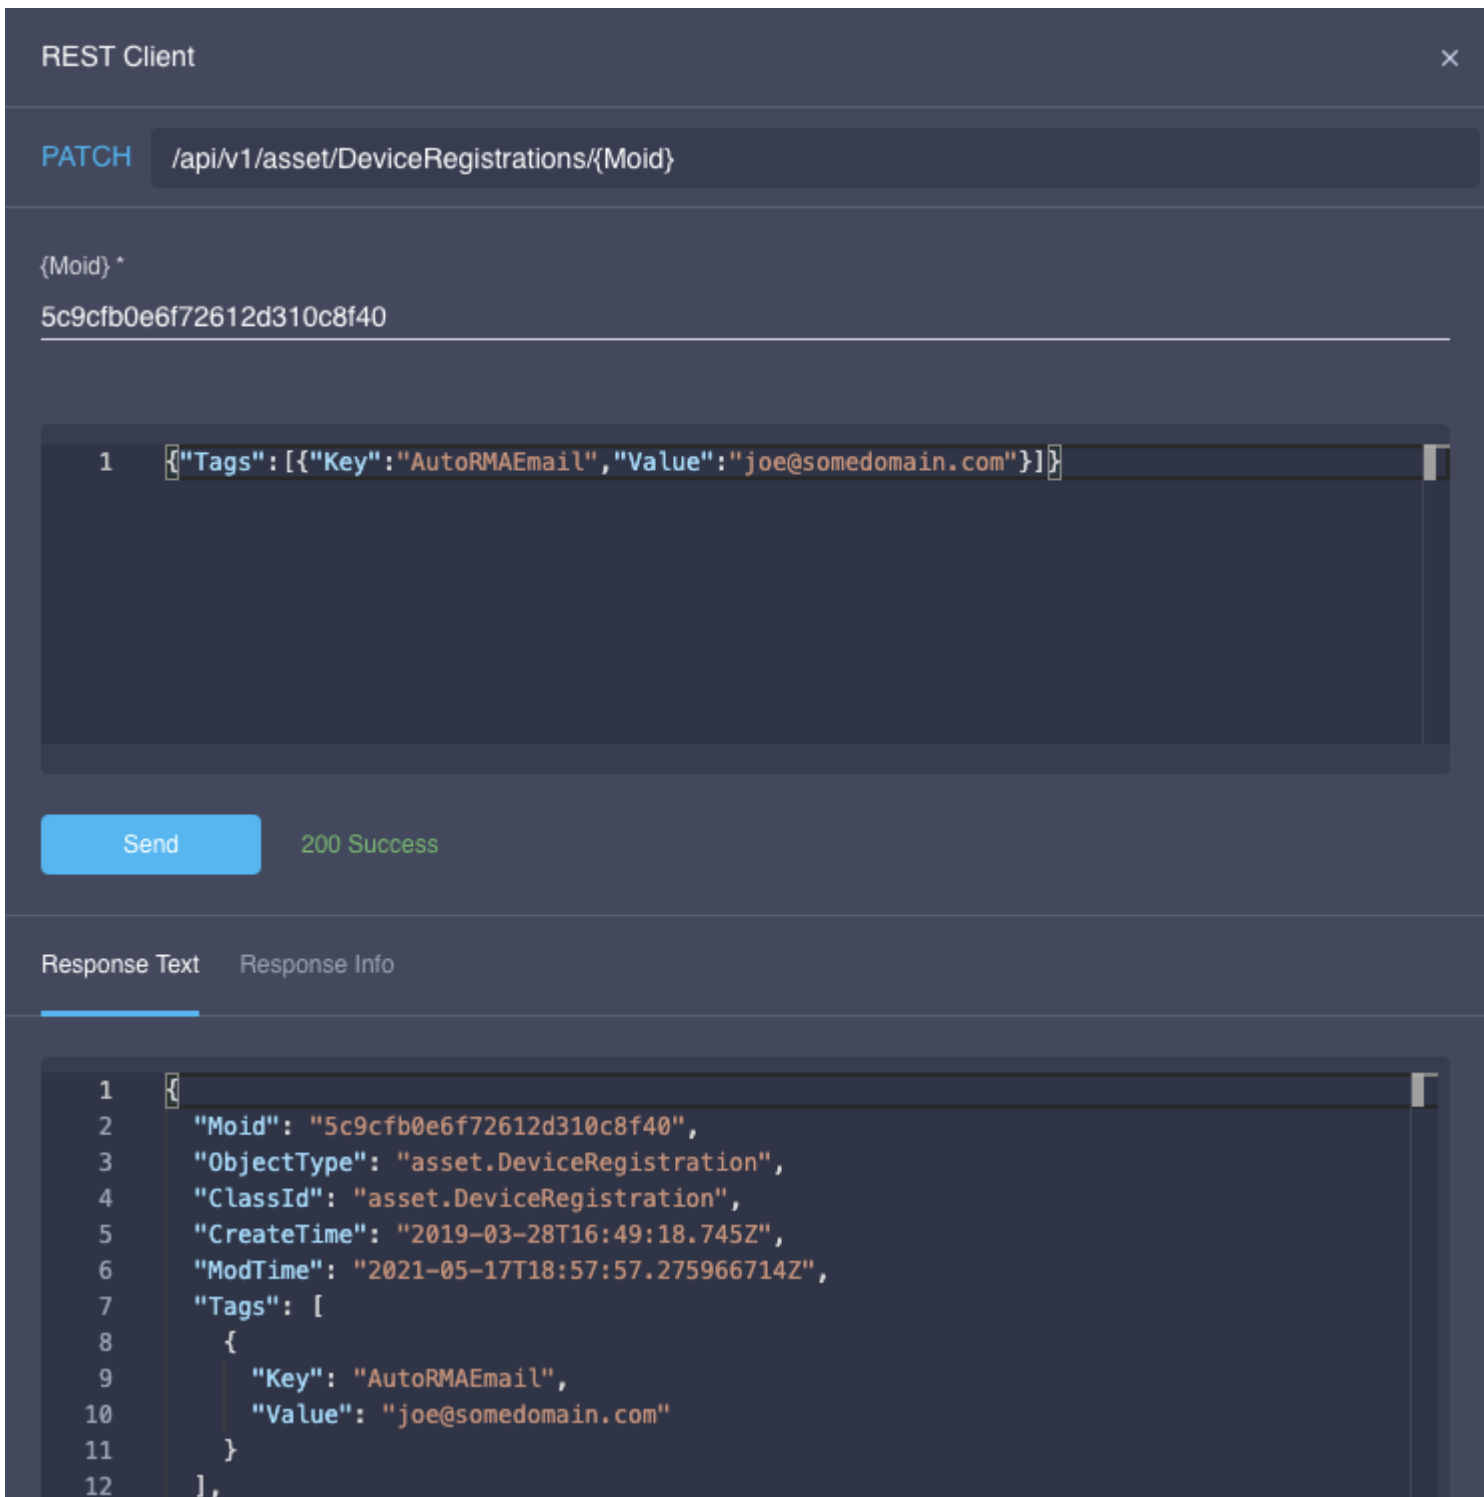 REST Client
×
PATCH /api/v1/asset/DeviceRegistrations/{Moid}
{Moid} *
5c9cfb0e6f72612d310c8f40
1 {"Tags":[{"Key":"AutoRMAEmail","Value":"joe@somedomain.com"}]}
Send 200 Success
Response Text Response Info
1 {
2 "Moid": "5c9cfb0e6f72612d310c8f40",
3 "ObjectType": "asset.DeviceRegistration",
4 "ClassId": "asset.DeviceRegistration",
5 "CreateTime": "2019-03-28T16:49:18.745Z",
6 "ModTime": "2021-05-17T18:57:57.275966714Z",
7 "Tags": [
8 {
9 "Key": "AutoRMAEmail",
10 "Value": "joe@somedomain.com"
11 }
12 ],